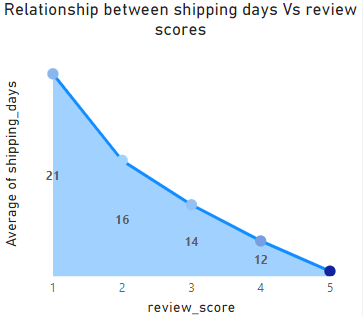 Relationship between shipping days Vs review
scores
Average of shipping_days
21
16
14
12
1 2 3 4 5
review_score